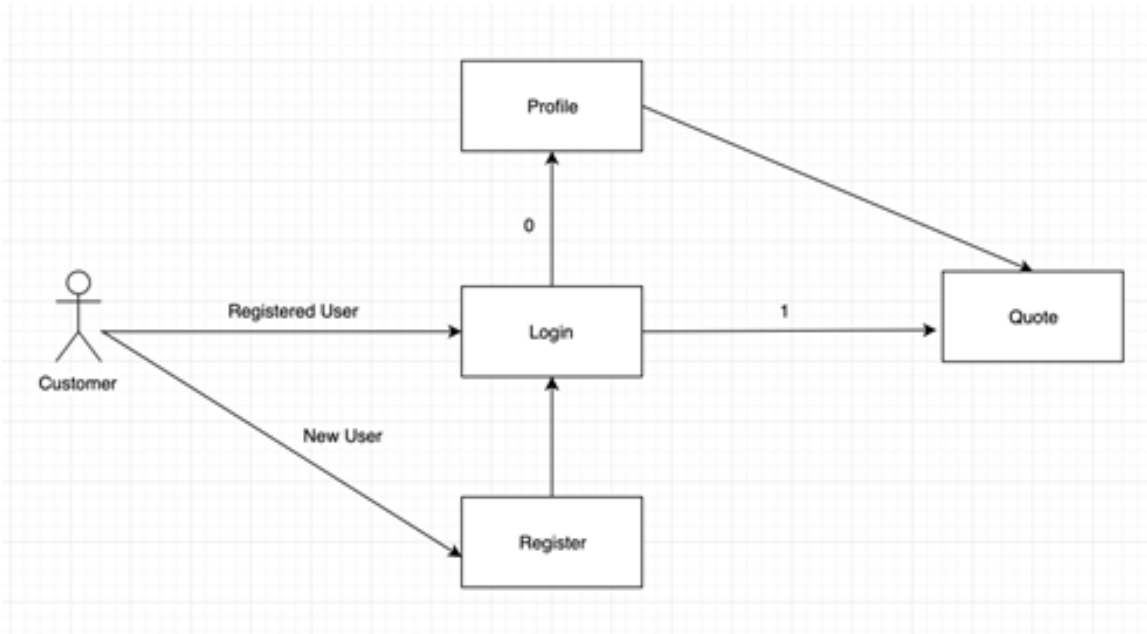 Profile
0
Registered User
1
Login
Quote
Customer
New User
Register